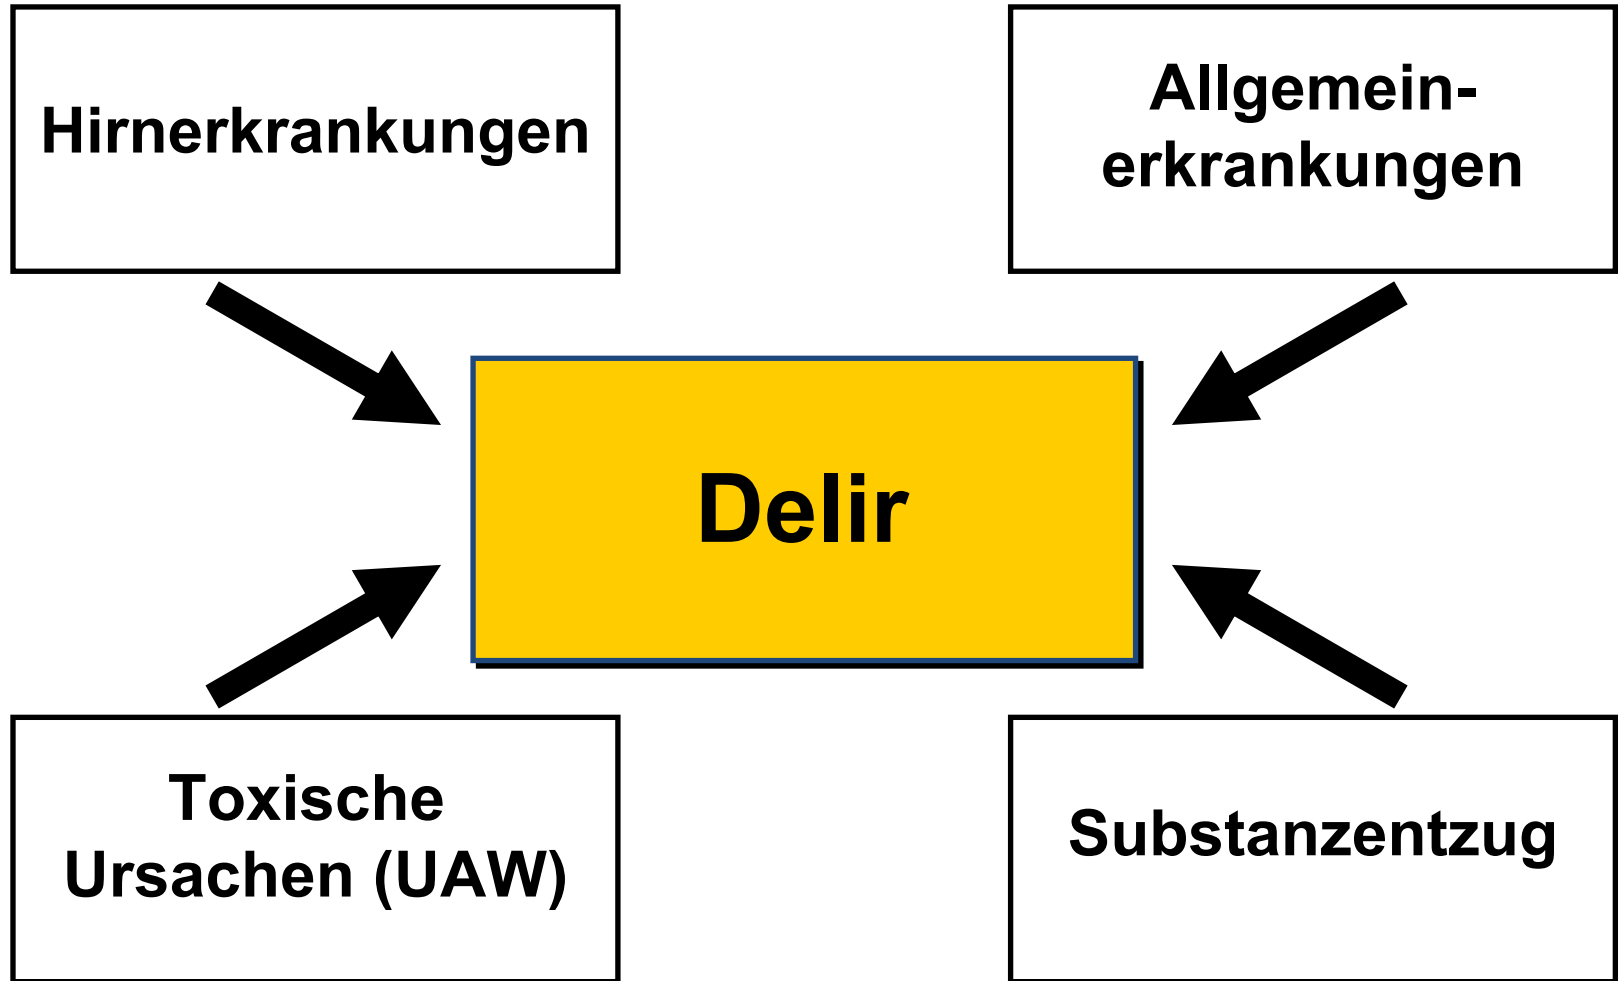 Hirnerkrankungen
Allgemein-
erkrankungen
Delir
Toxische
Ursachen (UAW)
Substanzentzug